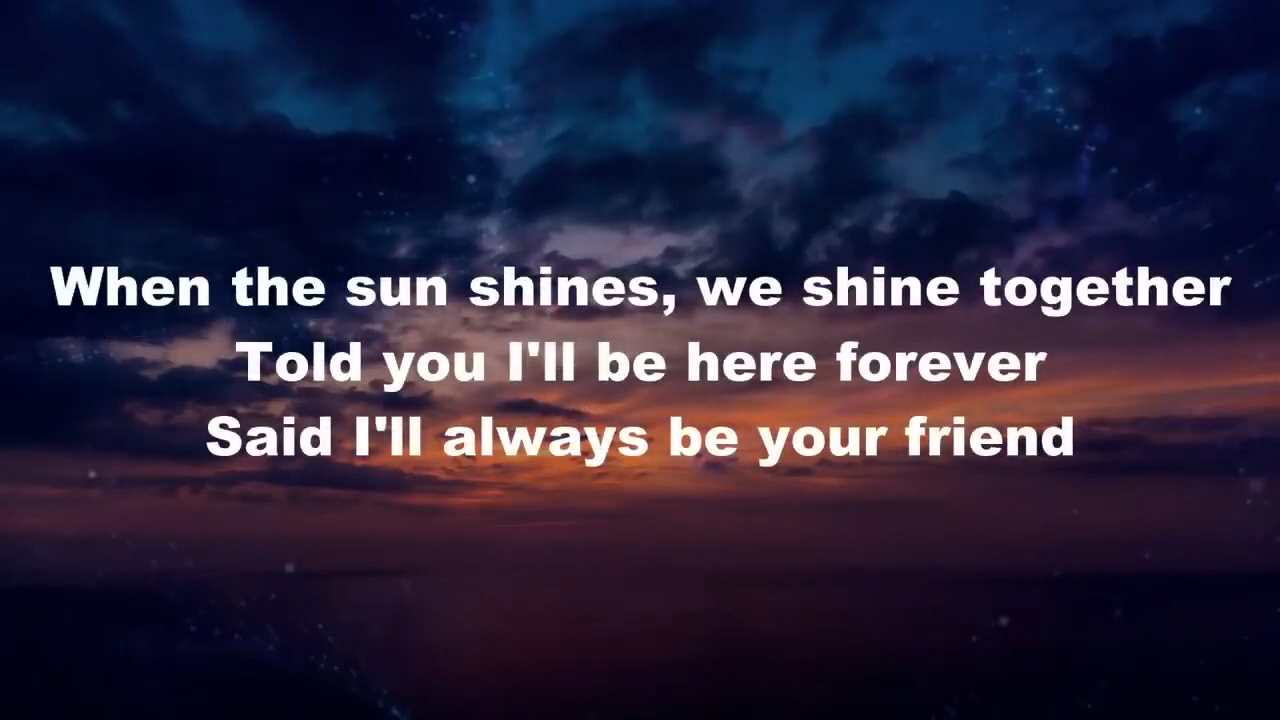 When the sun shines, we shine together
Told you I'll be here forever
Said I'll always be your friend